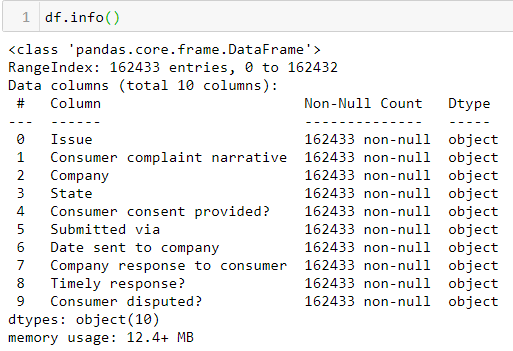 1 df.info()
<class 'pandas.core.frame.DataFrame'>
RangeIndex: 162433 entries, 0 to 162432
Data columns (total 10 columns):
 #   Column                        Non-Null Count   Dtype
---  ------                        --------------   -----
 0   Issue                         162433 non-null  object
 1   Consumer complaint narrative  162433 non-null  object
 2   Company                       162433 non-null  object
 3   State                         162433 non-null  object
 4   Consumer consent provided?    162433 non-null  object
 5   Submitted via                 162433 non-null  object
 6   Date sent to company          162433 non-null  object
 7   Company response to consumer  162433 non-null  object
 8   Timely response?              162433 non-null  object
 9   Consumer disputed?            162433 non-null  object
dtypes: object(10)
memory usage: 12.4+ MB